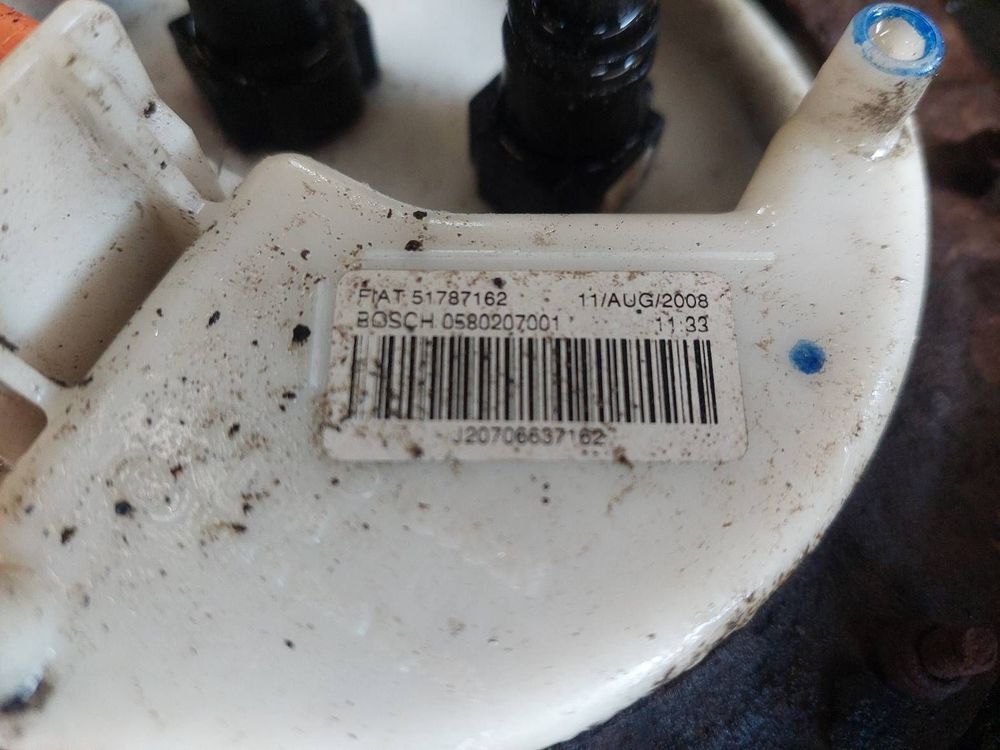 FIAT 51787162 11/AUG/2008
BOSCH 0580207001 11:33
J20706637162